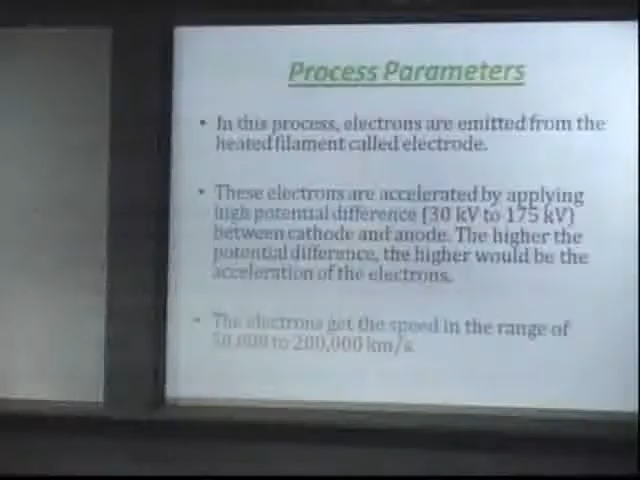 Process Parameters
• In this process, electrons are emitted from the
heated filament called electrode.
• These electrons are accelerated by applying
high potential difference (30 kV to 175 kV)
between cathode and anode. The higher the
potential difference, the higher would be the
acceleration of the electrons.
• The electrons get the speed in the range of
50,000 to 200,000 km/s.